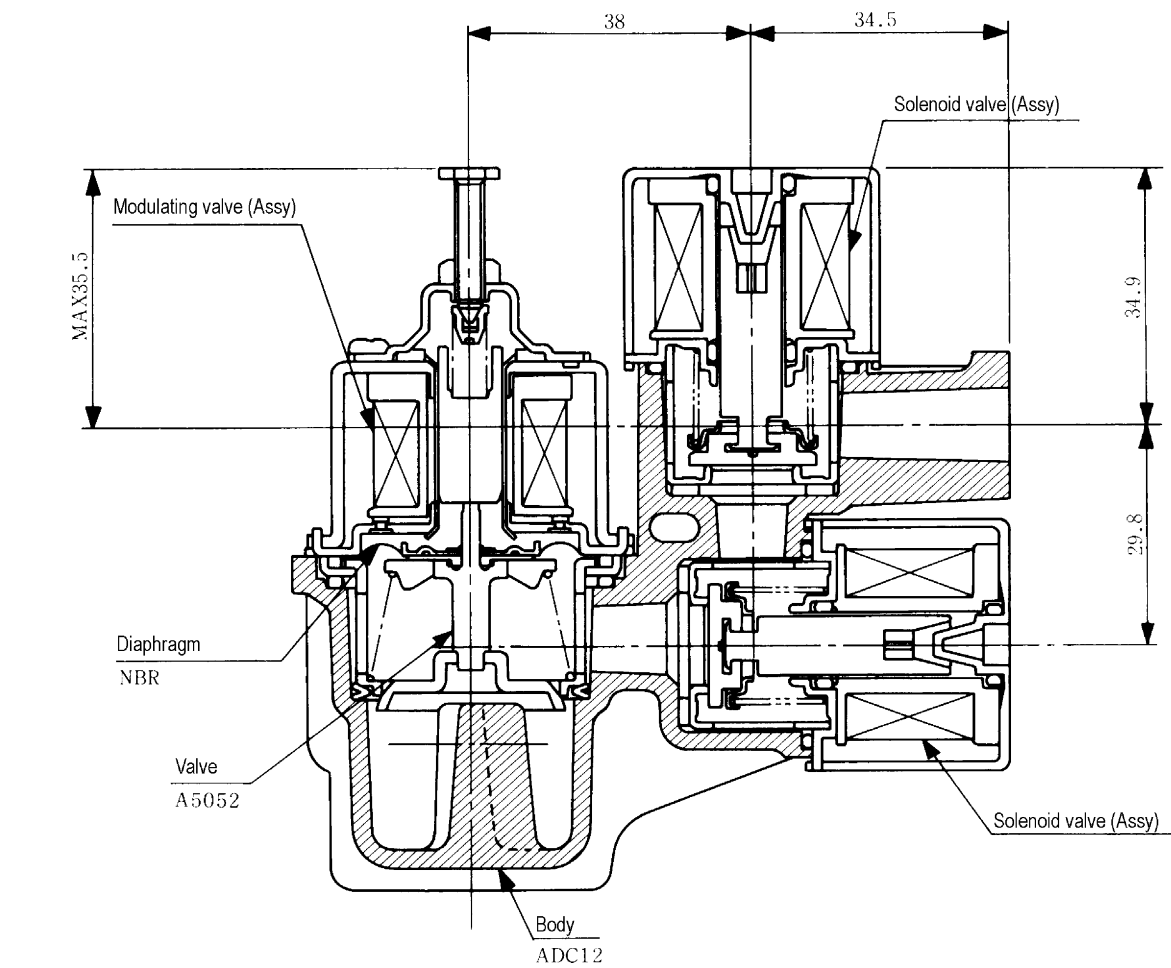 38
34.5
Solenoid valve (Assy)
Modulating valve (Assy)
MAX35.5
34.9
29.8
Diaphragm
NBR
Valve
A5052
Solenoid valve (Assy)
Body
ADC12